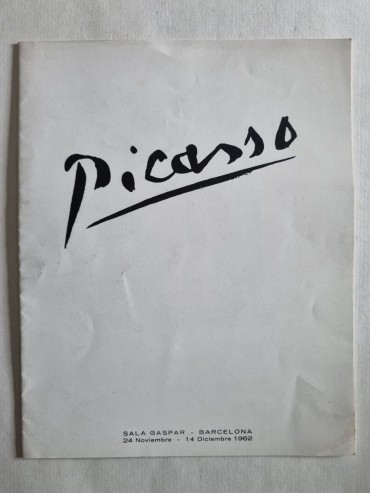 Picasso
SALA GASPAR - BARCELONA
24 Noviembre - 14 Diciembre 1962